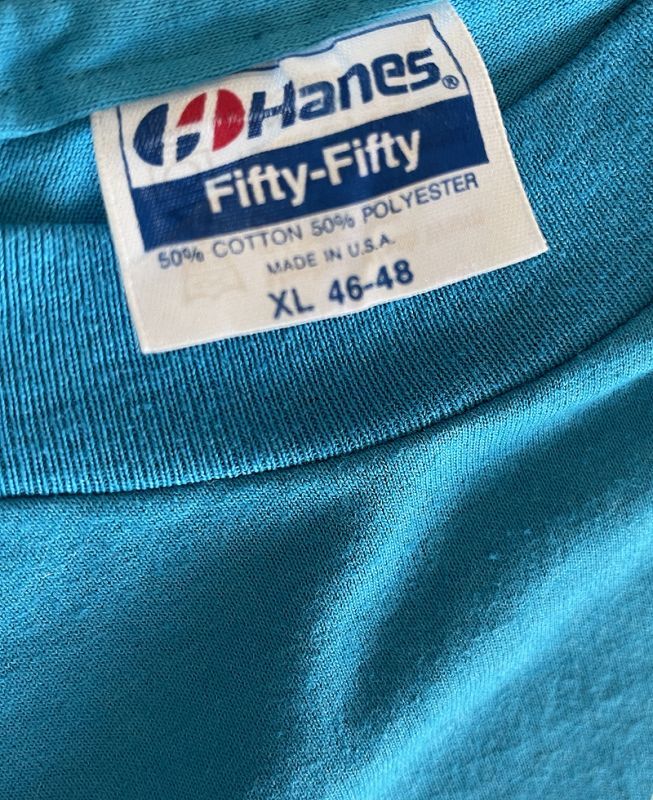 Hanes®
Fifty-Fifty
50% COTTON 50% POLYESTER
MADE IN U.S.A.
XL 46-48